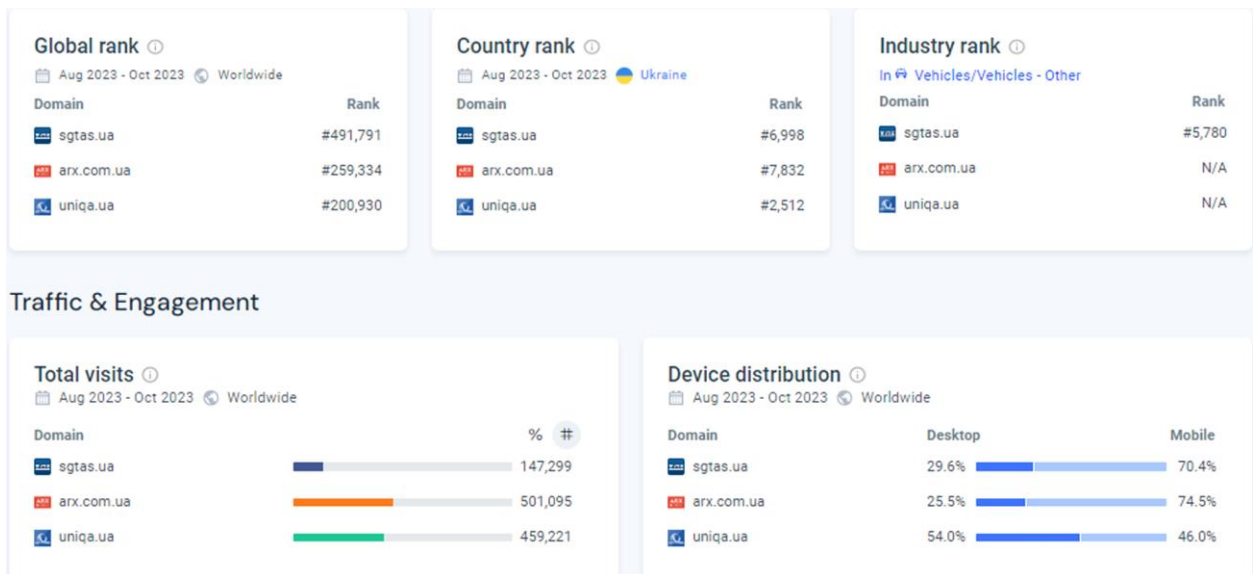 Global rank
Aug 2023 - Oct 2023 Worldwide
Domain Rank
sgtas.ua #491,791
arx.com.ua #259,334
uniqa.ua #200,930
Country rank
Aug 2023 - Oct 2023 Ukraine
Domain Rank
sgtas.ua #6,998
arx.com.ua #7,832
uniqa.ua #2,512
Industry rank
In Vehicles/Vehicles - Other
Domain Rank
sgtas.ua #5,780
arx.com.ua N/A
uniqa.ua N/A
Traffic & Engagement
Total visits
Aug 2023 - Oct 2023 Worldwide
Domain % #
sgtas.ua 147,299
arx.com.ua 501,095
uniqa.ua 459,221
Device distribution
Aug 2023 - Oct 2023 Worldwide
Domain Desktop Mobile
sgtas.ua 29.6% 70.4%
arx.com.ua 25.5% 74.5%
uniqa.ua 54.0% 46.0%